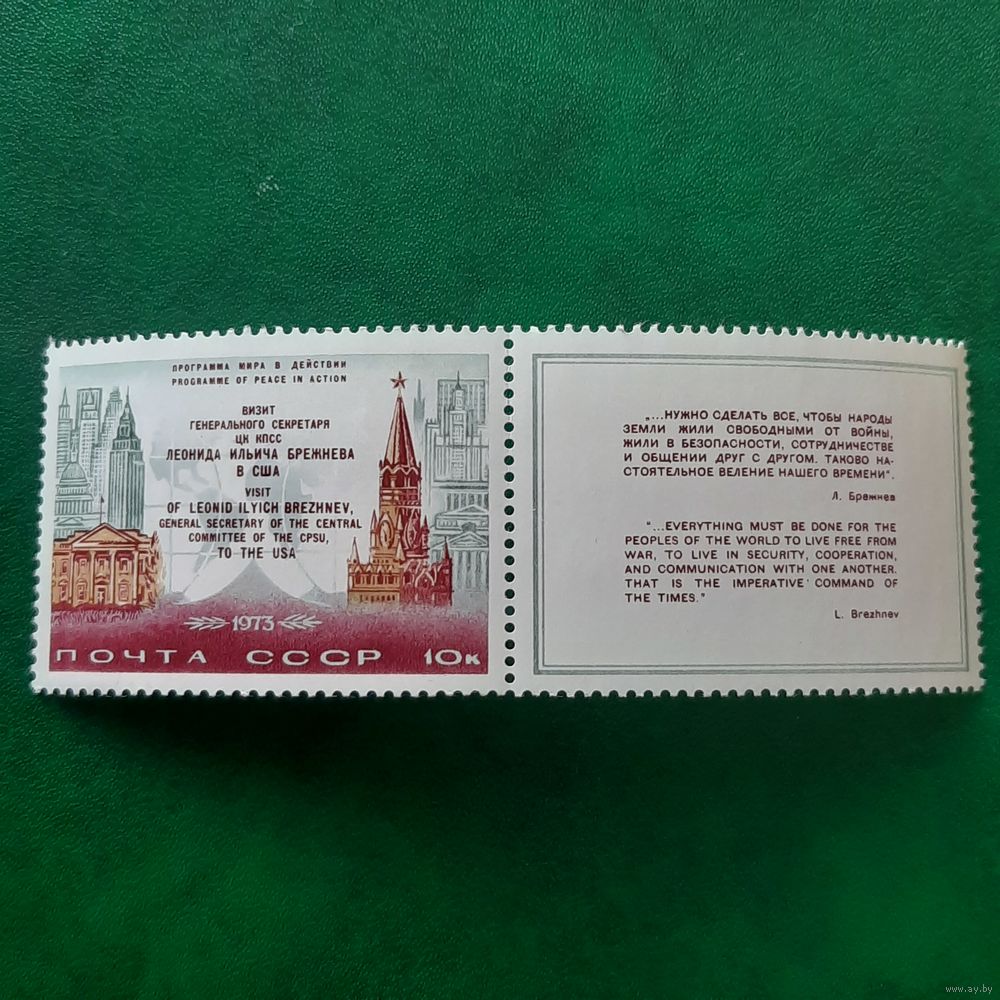 ПРОГРАММА МИРА В ДЕЙСТВИИ
PROGRAMME OF PEACE IN ACTION
ВИЗИТ
ГЕНЕРАЛЬНОГО СЕКРЕТАРЯ
ЦК КПСС
ЛЕОНИДА ИЛЬИЧА БРЕЖНЕВА
В США
VISIT
OF LEONID ILYICH BREZHNEV,
GENERAL SECRETARY OF THE CENTRAL
COMMITTEE OF THE CPSU,
TO THE USA
1973
ПОЧТА СССР 10к
„...НУЖНО СДЕЛАТЬ ВСЕ, ЧТОБЫ НАРОДЫ
ЗЕМЛИ ЖИЛИ СВОБОДНЫМИ ОТ ВОЙНЫ,
ЖИЛИ В БЕЗОПАСНОСТИ, СОТРУДНИЧЕСТВЕ
И ОБЩЕНИИ ДРУГ С ДРУГОМ. ТАКОВО НА-
СТОЯТЕЛЬНОЕ ВЕЛЕНИЕ НАШЕГО ВРЕМЕНИ".
Л. Брежнев
"...EVERYTHING MUST BE DONE FOR THE
PEOPLES OF THE WORLD TO LIVE FREE FROM
WAR, TO LIVE IN SECURITY, COOPERATION,
AND COMMUNICATION WITH ONE ANOTHER.
THAT IS THE IMPERATIVE COMMAND OF
THE TIMES."
L. Brezhnev
www.ay.by